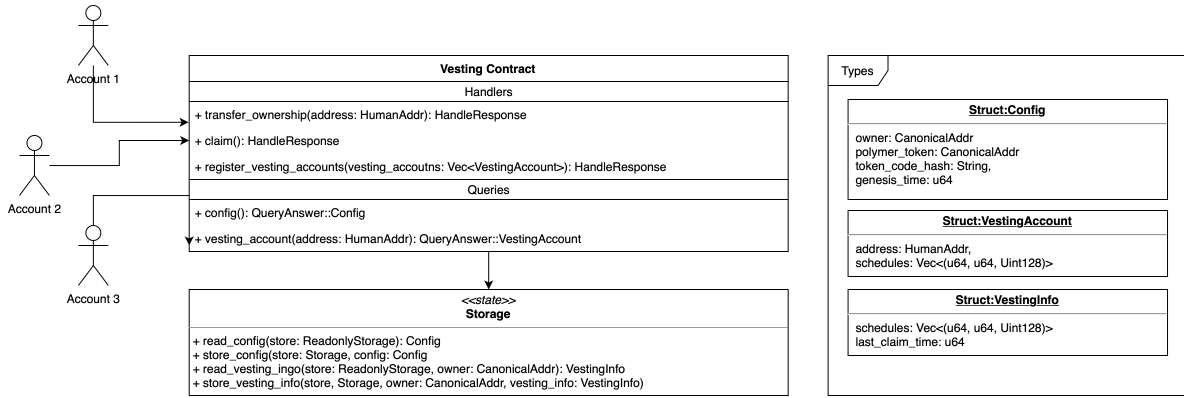 Account 1
Account 2
Account 3
Vesting Contract
Handlers
+ transfer_ownership(address: HumanAddr): HandleResponse
+ claim(): HandleResponse
+ register_vesting_accounts(vesting_accoutns: Vec<VestingAccount>): HandleResponse
Queries
+ config(): QueryAnswer::Config
+ vesting_account(address: HumanAddr): QueryAnswer::VestingAccount
<<state>>
Storage
+ read_config(store: ReadonlyStorage): Config
+ store_config(store: Storage, config: Config
+ read_vesting_ingo(store: ReadonlyStorage, owner: CanonicalAddr): VestingInfo
+ store_vesting_info(store, Storage, owner: CanonicalAddr, vesting_info: VestingInfo)
Types
Struct:Config
owner: CanonicalAddr
polymer_token: CanonicalAddr
token_code_hash: String,
genesis_time: u64
Struct:VestingAccount
address: HumanAddr,
schedules: Vec<(u64, u64, Uint128)>
Struct:VestingInfo
schedules: Vec<(u64, u64, Uint128)>
last_claim_time: u64